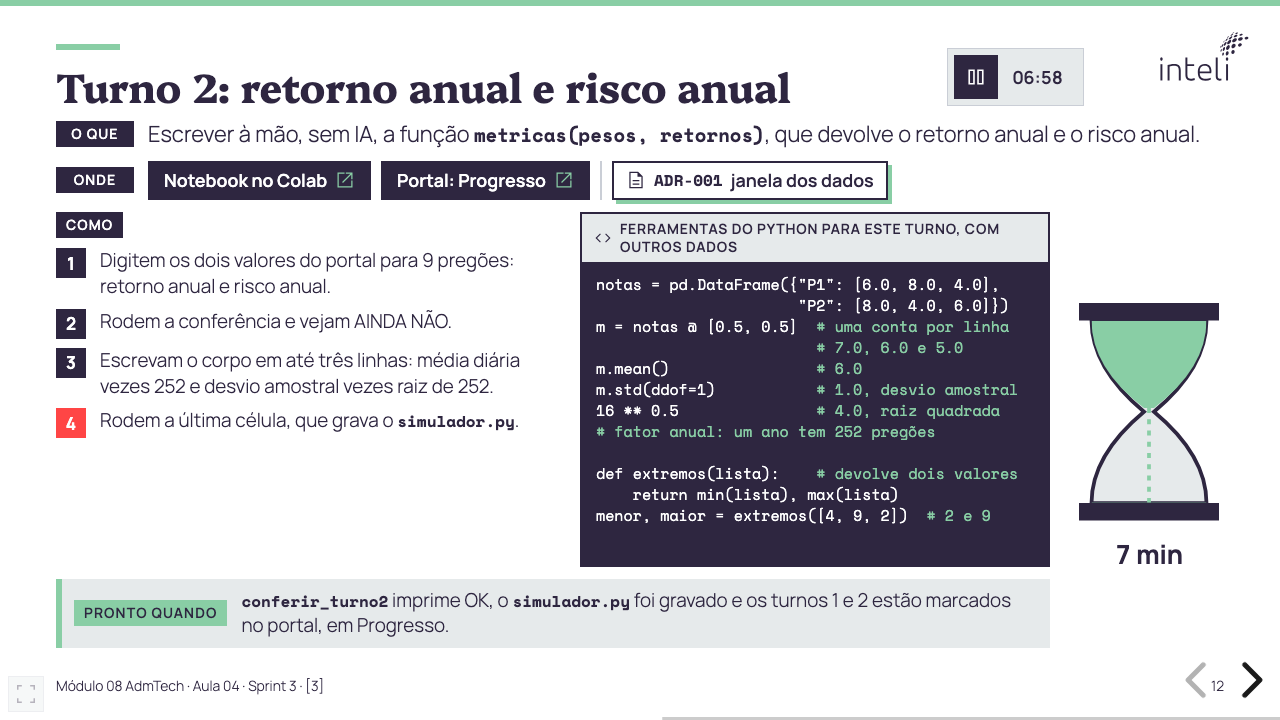 Turno 2: retorno anual e risco anual
06:58
inteli
O QUE
Escrever à mão, sem IA, a função metricas(pesos, retornos), que devolve o retorno anual e o risco anual.
ONDE
Notebook no Colab
Portal: Progresso
ADR-001 janela dos dados
COMO
1 Digitem os dois valores do portal para 9 pregões:
retorno anual e risco anual.
2 Rodem a conferência e vejam AINDA NÃO.
3 Escrevam o corpo em até três linhas: média diária
vezes 252 e desvio amostral vezes raiz de 252.
4 Rodem a última célula, que grava o simulador.py.
<> FERRAMENTAS DO PYTHON PARA ESTE TURNO, COM
OUTROS DADOS
notas = pd.DataFrame({"P1": [6.0, 8.0, 4.0],
"P2": [8.0, 4.0, 6.0]})
m = notas @ [0.5, 0.5]  # uma conta por linha
# 7.0, 6.0 e 5.0
m.mean()  # 6.0
m.std(ddof=1)  # 1.0, desvio amostral
16 ** 0.5  # 4.0, raiz quadrada
# fator anual: um ano tem 252 pregões
def extremos(lista):  # devolve dois valores
return min(lista), max(lista)
menor, maior = extremos([4, 9, 2])  # 2 e 9
7 min
PRONTO QUANDO
conferir_turno2 imprime OK, o simulador.py foi gravado e os turnos 1 e 2 estão marcados
no portal, em Progresso.
Módulo 08 AdmTech · Aula 04 · Sprint 3 · [3]
12